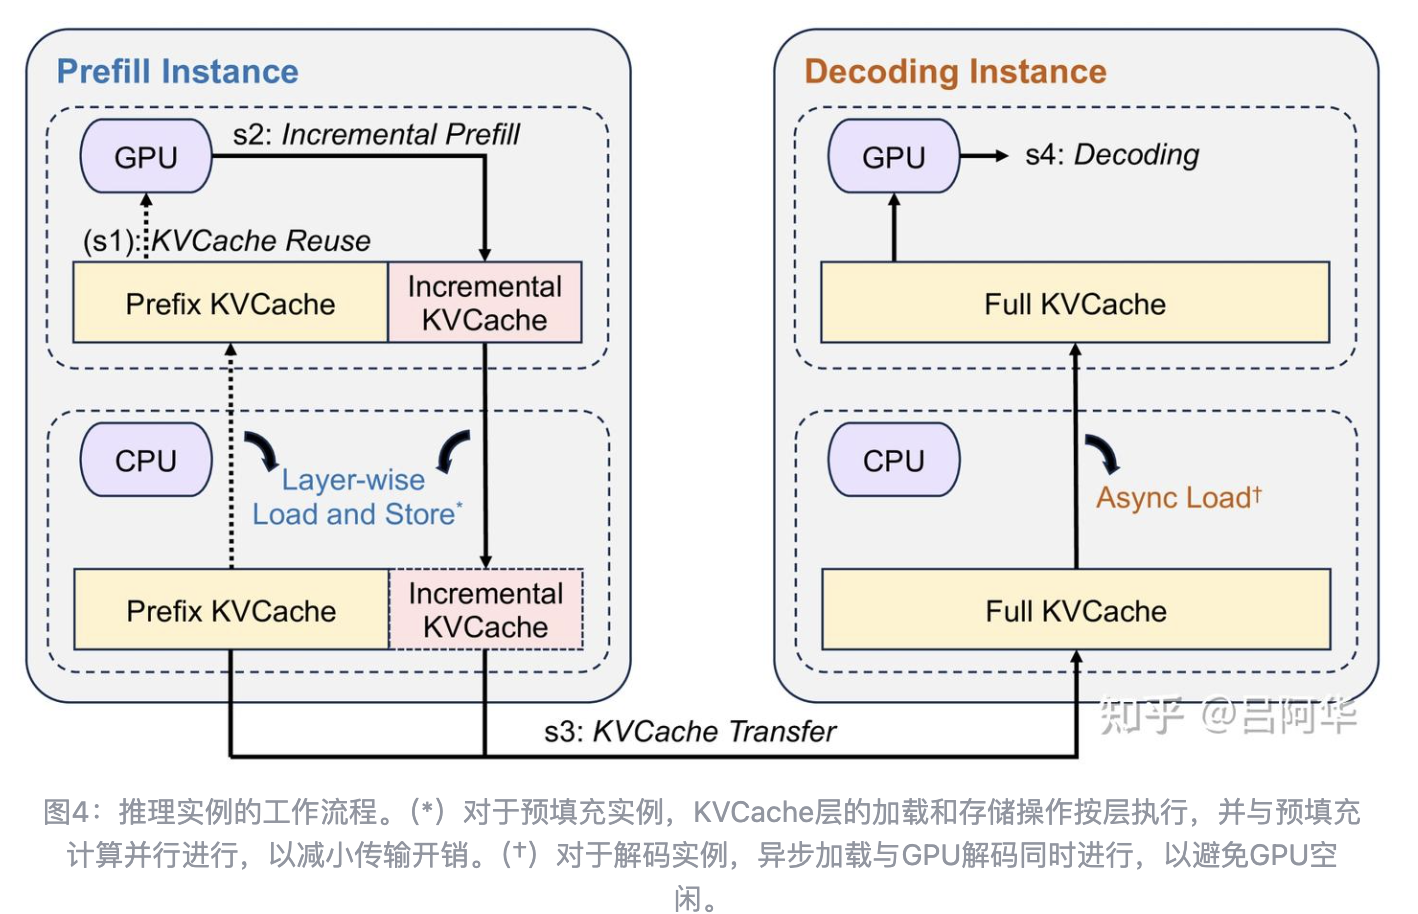 Prefill Instance
GPU
s2: Incremental Prefill
(s1): KVCache Reuse
Prefix KVCache
Incremental
KVCache
CPU
Layer-wise
Load and Store*
Prefix KVCache
Incremental
KVCache
Decoding Instance
GPU
s4: Decoding
Full KVCache
CPU
Async Load†
Full KVCache
s3: KVCache Transfer
知乎 @吕阿华
图4：推理实例的工作流程。（*）对于预填充实例，KVCache层的加载和存储操作按层执行，并与预填充
计算并行进行，以减小传输开销。（†）对于解码实例，异步加载与GPU解码同时进行，以避免GPU空
闲。